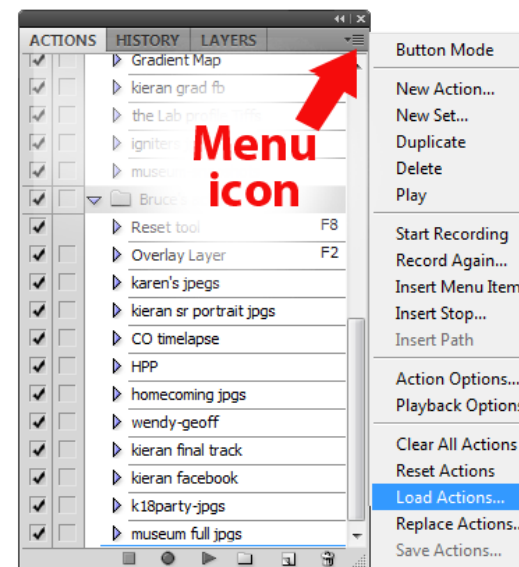 ACTIONS HISTORY LAYERS
Gradient Map
kieran grad fb
the Lab
Menu
icon
Reset tool F8
Overlay Layer F2
karen's jpegs
kieran sr portrait jpgs
CO timelapse
HPP
homecoming jpgs
wendy-geoff
kieran final track
kieran facebook
k18party-jpgs
museum full jpgs
Button Mode
New Action...
New Set...
Duplicate
Delete
Play
Start Recording
Record Again...
Insert Menu Item
Insert Stop...
Insert Path
Action Options...
Playback Options
Clear All Actions
Reset Actions
Load Actions...
Replace Actions...
Save Actions...